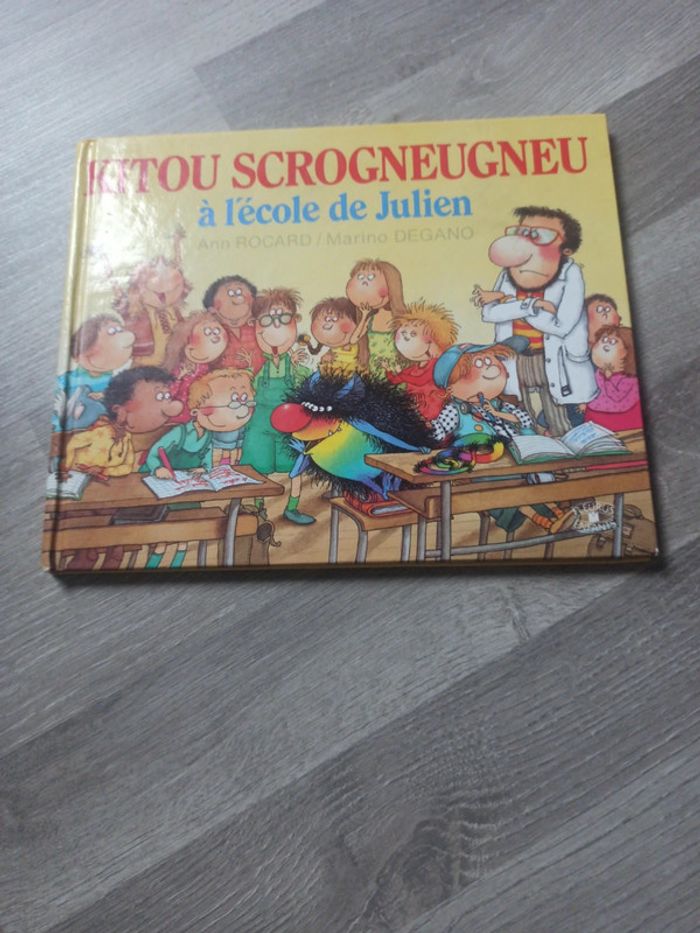 KITOU SCROGNEUGNEU
à l'école de Julien
Ann ROCARD / Marino DEGANO